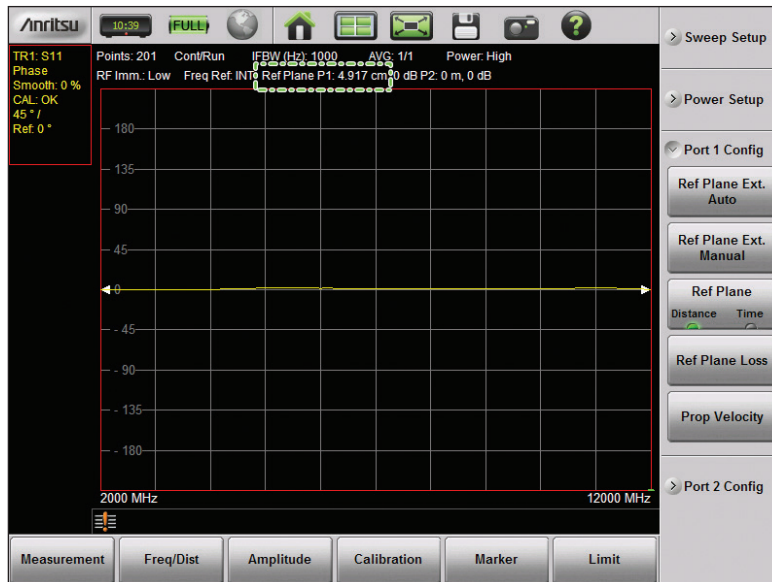 Anritsu
10:39
FULL
?
TR1: S11
Phase
Smooth: 0 %
CAL: OK
45 ° /
Ref: 0 °
Points: 201 Cont/Run IFBW (Hz): 1000 AVG: 1/1 Power: High
RF Imm.: Low Freq Ref: INT Ref Plane P1: 4.917 cm, 0 dB P2: 0 m, 0 dB
180
135
90
45
0
- 45
- 90
- 135
- 180
2000 MHz
12000 MHz
Sweep Setup
Power Setup
Port 1 Config
Ref Plane Ext.
Auto
Ref Plane Ext.
Manual
Ref Plane
Distance Time
Ref Plane Loss
Prop Velocity
Port 2 Config
Measurement
Freq/Dist
Amplitude
Calibration
Marker
Limit